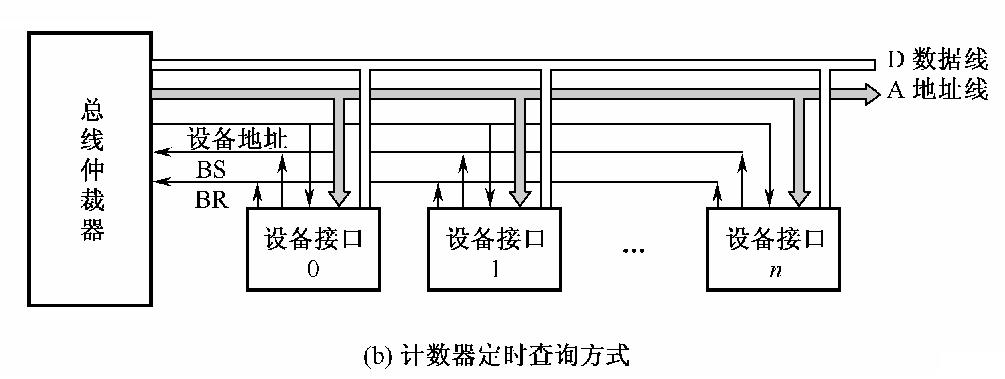 总线仲裁器
D 数据线
A 地址线
设备地址
BS
BR
设备接口
0
设备接口
1
...
设备接口
n
(b) 计数器定时查询方式